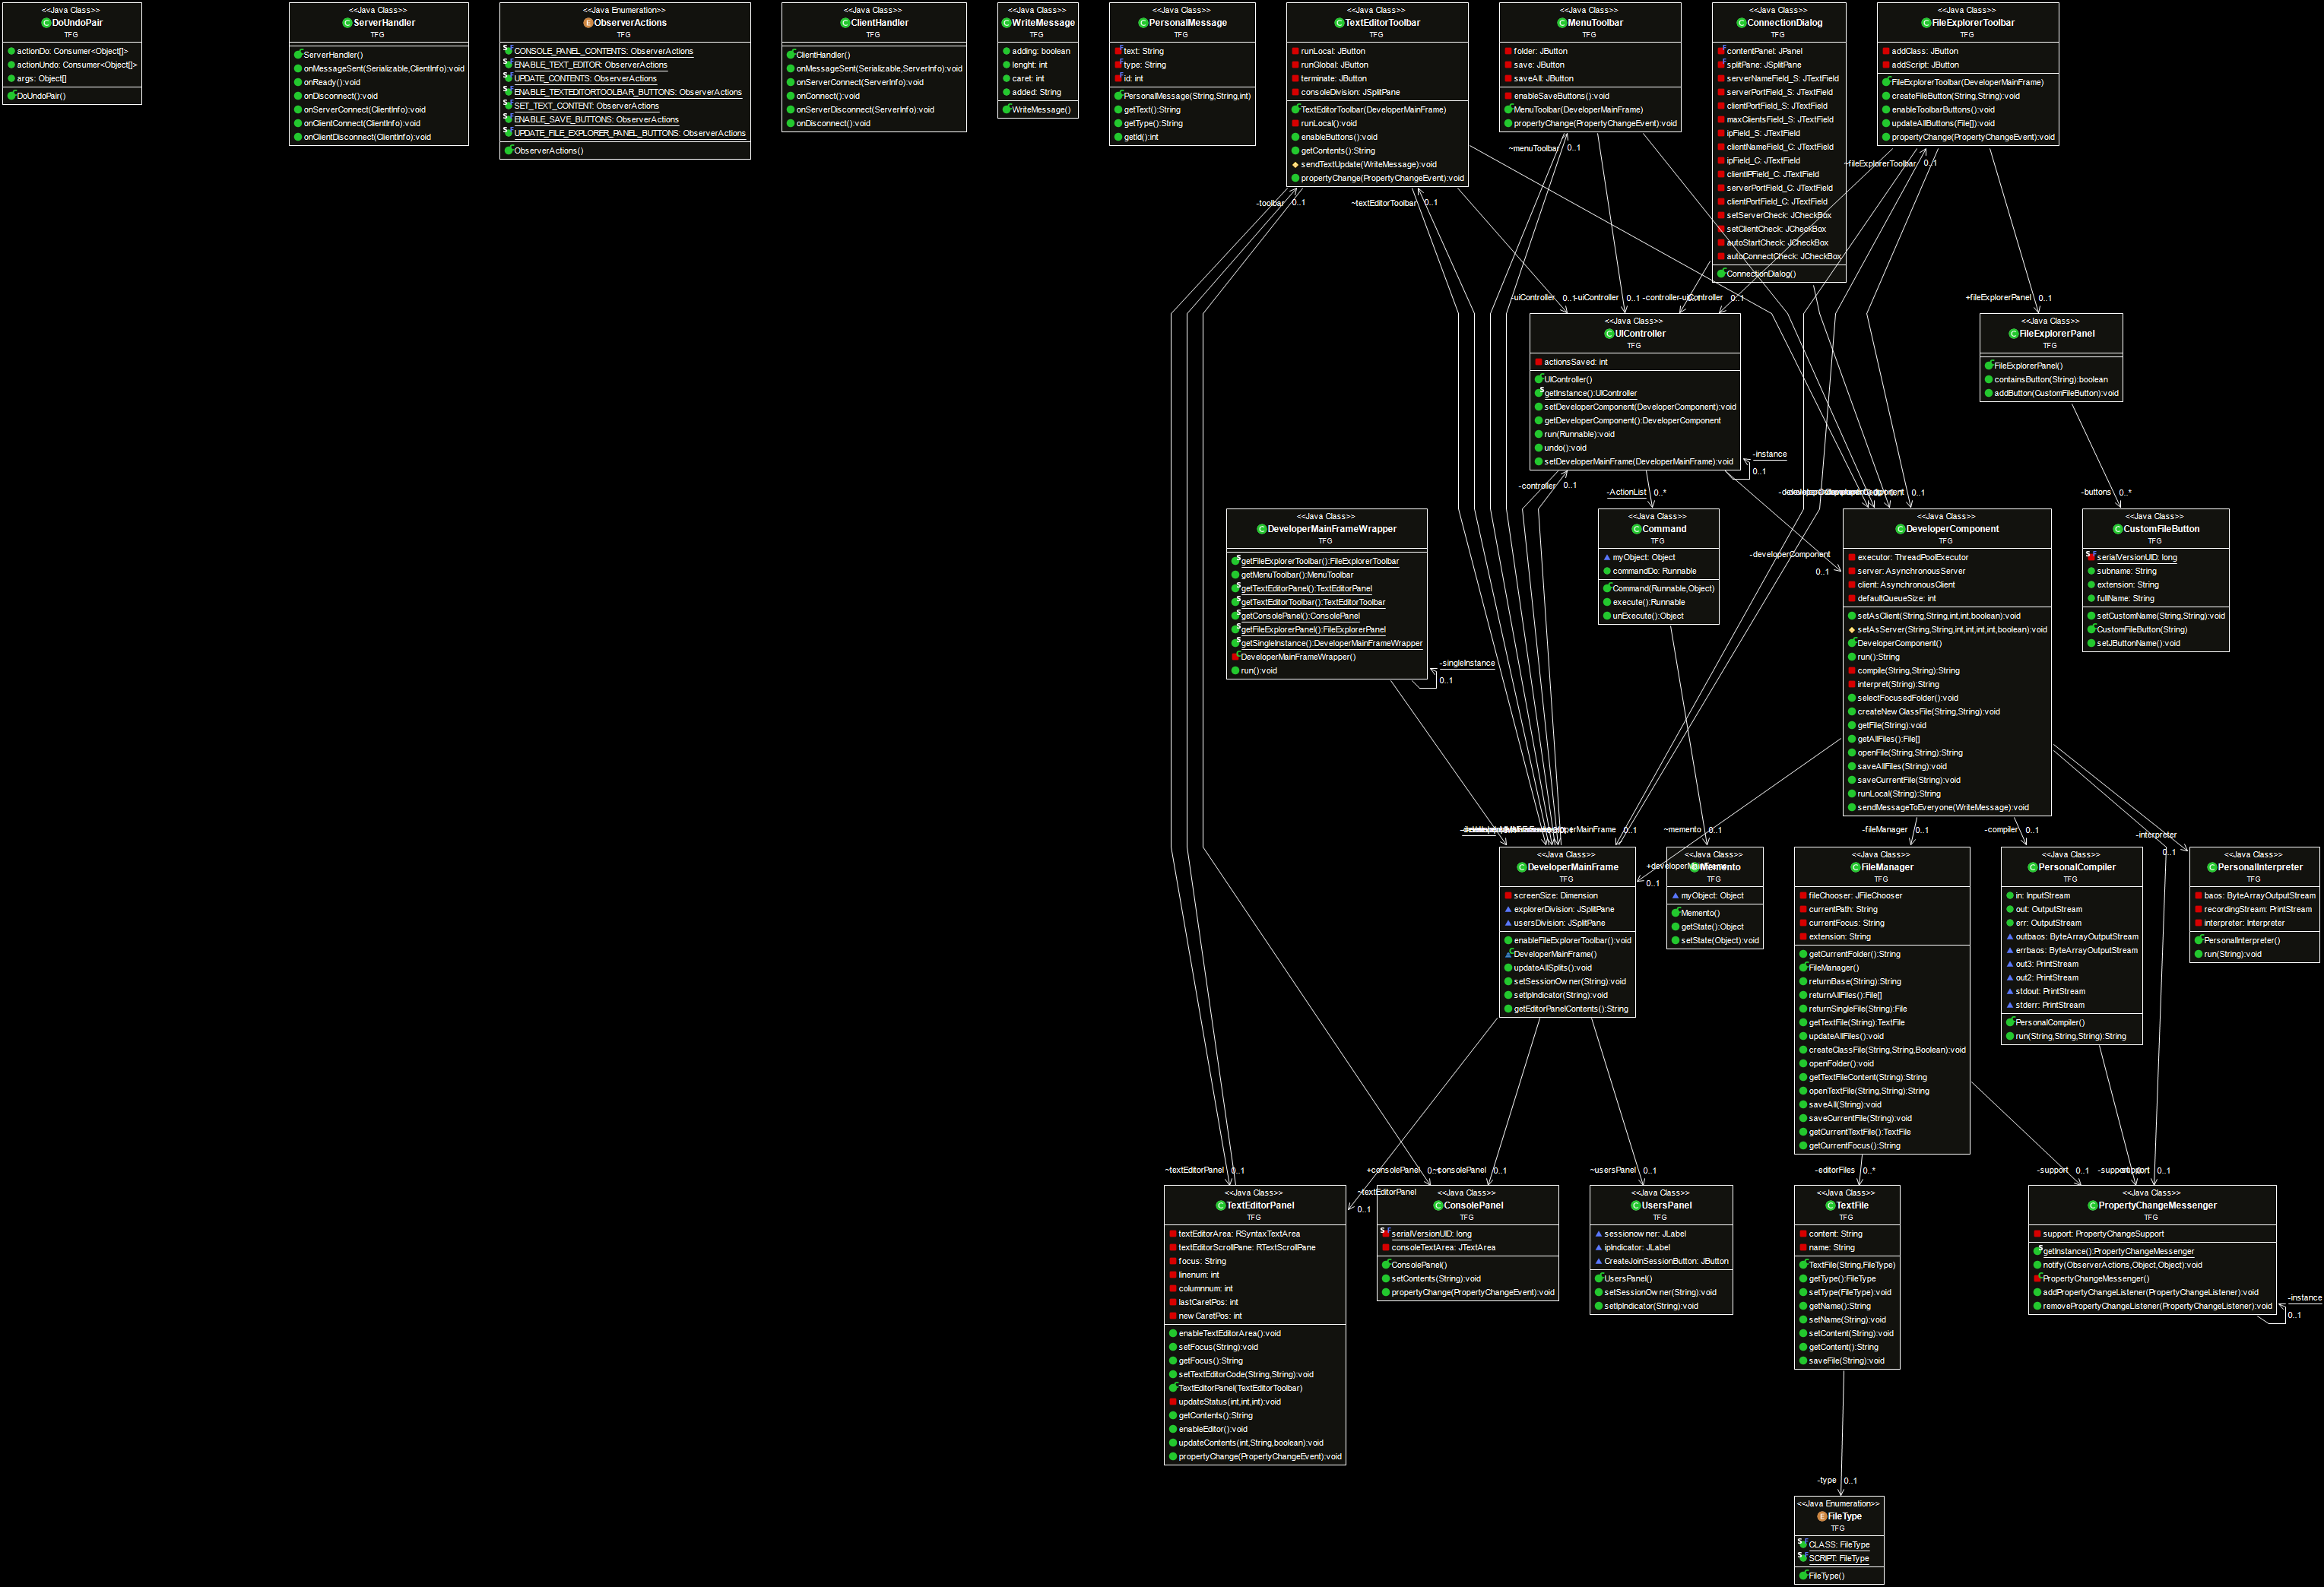 <<Java Class>>
DoUndoPair
TFG
actionDo: Consumer<Object[]>
actionUndo: Consumer<Object[]>
args: Object[]
DoUndoPair()
<<Java Class>>
ServerHandler
TFG
ServerHandler()
onMessageSent(Serializable,ClientInfo):void
onReady():void
onDisconnect():void
onServerConnect(ClientInfo):void
onClientConnect(ClientInfo):void
onClientDisconnect(ClientInfo):void
<<Java Enumeration>>
ObserverActions
TFG
CONSOLE_PANEL_CONTENTS: ObserverActions
ENABLE_TEXT_EDITOR: ObserverActions
UPDATE_CONTENTS: ObserverActions
ENABLE_TEXTEDITORTOOLBAR_BUTTONS: ObserverActions
SET_TEXT_CONTENT: ObserverActions
ENABLE_SAVE_BUTTONS: ObserverActions
UPDATE_FILE_EXPLORER_PANEL_BUTTONS: ObserverActions
ObserverActions()
<<Java Class>>
ClientHandler
TFG
ClientHandler()
onMessageSent(Serializable,ServerInfo):void
onServerConnect(ServerInfo):void
onConnect():void
onServerDisconnect(ServerInfo):void
onDisconnect():void
<<Java Class>>
WriteMessage
TFG
adding: boolean
lenght: int
caret: int
added: String
WriteMessage()
<<Java Class>>
PersonalMessage
TFG
text: String
type: String
id: int
PersonalMessage(String,String,int)
getText():String
getType():String
getId():int
<<Java Class>>
TextEditorToolbar
TFG
runLocal: JButton
runGlobal: JButton
terminate: JButton
consoleDivision: JSplitPane
TextEditorToolbar(DeveloperMainFrame)
runLocal():void
enableButtons():void
getContents():String
sendTextUpdate(WriteMessage):void
propertyChange(PropertyChangeEvent):void
<<Java Class>>
MenuToolbar
TFG
folder: JButton
save: JButton
saveAll: JButton
enableSaveButtons():void
MenuToolbar(DeveloperMainFrame)
propertyChange(PropertyChangeEvent):void
<<Java Class>>
ConnectionDialog
TFG
contentPanel: JPanel
splitPane: JSplitPane
serverNameField_S: JTextField
serverPortField_S: JTextField
clientPortField_S: JTextField
maxClientsField_S: JTextField
ipField_S: JTextField
clientNameField_C: JTextField
ipField_C: JTextField
clientIPField_C: JTextField
serverPortField_C: JTextField
clientPortField_C: JTextField
setServerCheck: JCheckBox
setClientCheck: JCheckBox
autoStartCheck: JCheckBox
autoConnectCheck: JCheckBox
ConnectionDialog()
<<Java Class>>
FileExplorerToolbar
TFG
addClass: JButton
addScript: JButton
FileExplorerToolbar(DeveloperMainFrame)
createFileButton(String,String):void
enableToolbarButtons():void
updateAllButtons(File[]):void
propertyChange(PropertyChangeEvent):void
~menuToolbar 0..1
~fileExplorerToolbar 0..1
-toolbar 0..1
~textEditorToolbar 0..1
-uiController 0..1
-uiController 0..1
-controller
-uiController 0..1
+fileExplorerPanel 0..1
<<Java Class>>
UIController
TFG
actionsSaved: int
UIController()
getInstance():UIController
setDeveloperComponent(DeveloperComponent):void
getDeveloperComponent():DeveloperComponent
run(Runnable):void
undo():void
setDeveloperMainFrame(DeveloperMainFrame):void
-instance
0..1
<<Java Class>>
FileExplorerPanel
TFG
FileExplorerPanel()
containsButton(String):boolean
addButton(CustomFileButton):void
-controller 0..1
-ActionList 0..*
0..1
-buttons 0..*
<<Java Class>>
DeveloperMainFrameWrapper
TFG
getFileExplorerToolbar():FileExplorerToolbar
getMenuToolbar():MenuToolbar
getTextEditorPanel():TextEditorPanel
getTextEditorToolbar():TextEditorToolbar
getConsolePanel():ConsolePanel
getFileExplorerPanel():FileExplorerPanel
getSingleInstance():DeveloperMainFrameWrapper
DeveloperMainFrameWrapper()
run():void
-singleInstance
0..1
<<Java Class>>
Command
TFG
myObject: Object
commandDo: Runnable
Command(Runnable,Object)
execute():Runnable
unExecute():Object
-developerComponent
0..1
<<Java Class>>
DeveloperComponent
TFG
executor: ThreadPoolExecutor
server: AsynchronousServer
client: AsynchronousClient
defaultQueueSize: int
setAsClient(String,String,int,int,boolean):void
setAsServer(String,String,int,int,int,int,boolean):void
DeveloperComponent()
run():String
compile(String,String):String
interpret(String):String
selectFocusedFolder():void
createNewClassFile(String,String):void
getFile(String):void
getAllFiles():File[]
openFile(String,String):String
saveAllFiles(String):void
saveCurrentFile(String):void
runLocal(String):String
sendMessageToEveryone(WriteMessage):void
<<Java Class>>
CustomFileButton
TFG
serialVersionUID: long
subname: String
extension: String
fullName: String
setCustomName(String,String):void
CustomFileButton(String)
setJButtonName():void
0..1
~memento 0..1
-fileManager 0..1
-compiler 0..1
-interpreter
0..1
<<Java Class>>
DeveloperMainFrame
TFG
screenSize: Dimension
explorerDivision: JSplitPane
usersDivision: JSplitPane
enableFileExplorerToolbar():void
DeveloperMainFrame()
updateAllSplits():void
setSessionOwner(String):void
setIpIndicator(String):void
getEditorPanelContents():String
0..1
<<Java Class>>
Memento
TFG
myObject: Object
Memento()
getState():Object
setState(Object):void
<<Java Class>>
FileManager
TFG
fileChooser: JFileChooser
currentPath: String
currentFocus: String
extension: String
getCurrentFolder():String
FileManager()
returnBase(String):String
returnAllFiles():File[]
returnSingleFile(String):File
getTextFile(String):TextFile
updateAllFiles():void
createClassFile(String,String,Boolean):void
openFolder():void
getTextFileContent(String):String
openTextFile(String,String):String
saveAll(String):void
saveCurrentFile(String):void
getCurrentTextFile():TextFile
getCurrentFocus():String
<<Java Class>>
PersonalCompiler
TFG
in: InputStream
out: OutputStream
err: OutputStream
outbaos: ByteArrayOutputStream
errbaos: ByteArrayOutputStream
out3: PrintStream
out2: PrintStream
stdout: PrintStream
stderr: PrintStream
PersonalCompiler()
run(String,String,String):String
<<Java Class>>
PersonalInterpreter
TFG
baos: ByteArrayOutputStream
recordingStream: PrintStream
interpreter: Interpreter
PersonalInterpreter()
run(String):void
~textEditorPanel 0..1
+consolePanel
~consolePanel 0..1
~usersPanel 0..1
-editorFiles 0..*
-support 0..1
-support
0..1
<<Java Class>>
TextEditorPanel
TFG
textEditorArea: RSyntaxTextArea
textEditorScrollPane: RTextScrollPane
focus: String
linenum: int
columnnum: int
lastCaretPos: int
newCaretPos: int
enableTextEditorArea():void
setFocus(String):void
getFocus():String
setTextEditorCode(String,String):void
TextEditorPanel(TextEditorToolbar)
updateStatus(int,int,int):void
getContents():String
enableEditor():void
updateContents(int,String,boolean):void
propertyChange(PropertyChangeEvent):void
~textEditorPanel
0..1
<<Java Class>>
ConsolePanel
TFG
serialVersionUID: long
consoleTextArea: JTextArea
ConsolePanel()
setContents(String):void
propertyChange(PropertyChangeEvent):void
<<Java Class>>
UsersPanel
TFG
sessionowner: JLabel
ipIndicator: JLabel
CreateJoinSessionButton: JButton
UsersPanel()
setSessionOwner(String):void
setIpIndicator(String):void
<<Java Class>>
TextFile
TFG
content: String
name: String
TextFile(String,FileType)
getType():FileType
setType(FileType):void
getName():String
setName(String):void
setContent(String):void
getContent():String
saveFile(String):void
<<Java Class>>
PropertyChangeMessenger
TFG
support: PropertyChangeSupport
getInstance():PropertyChangeMessenger
notify(ObserverActions,Object,Object):void
PropertyChangeMessenger()
addPropertyChangeListener(PropertyChangeListener):void
removePropertyChangeListener(PropertyChangeListener):void
-instance
0..1
-type 0..1
<<Java Enumeration>>
FileType
TFG
CLASS: FileType
SCRIPT: FileType
FileType()